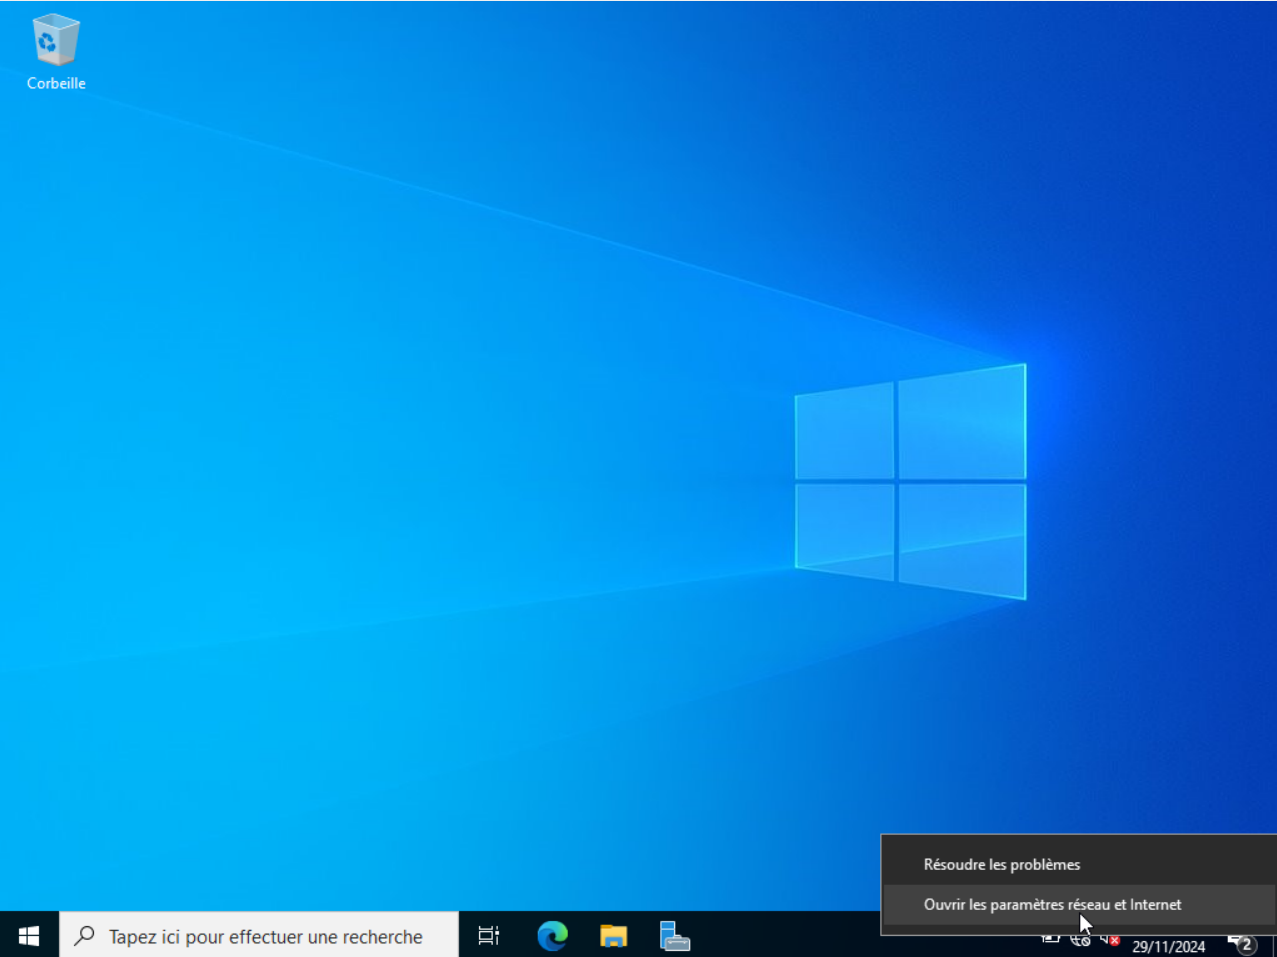 Corbeille
Résoudre les problèmes
Ouvrir les paramètres réseau et Internet
Tapez ici pour effectuer une recherche
29/11/2024
2